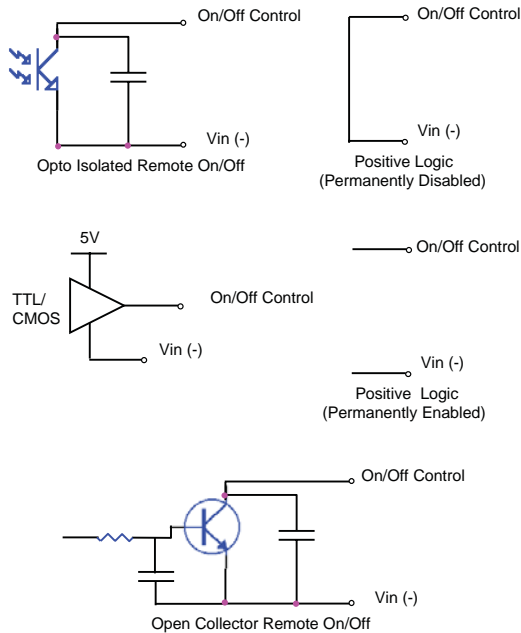 On/Off Control
Vin (-)
Opto Isolated Remote On/Off
On/Off Control
Vin (-)
Positive Logic
(Permanently Disabled)
5V
TTL/
CMOS
On/Off Control
Vin (-)
On/Off Control
Vin (-)
Positive Logic
(Permanently Enabled)
On/Off Control
Vin (-)
Open Collector Remote On/Off